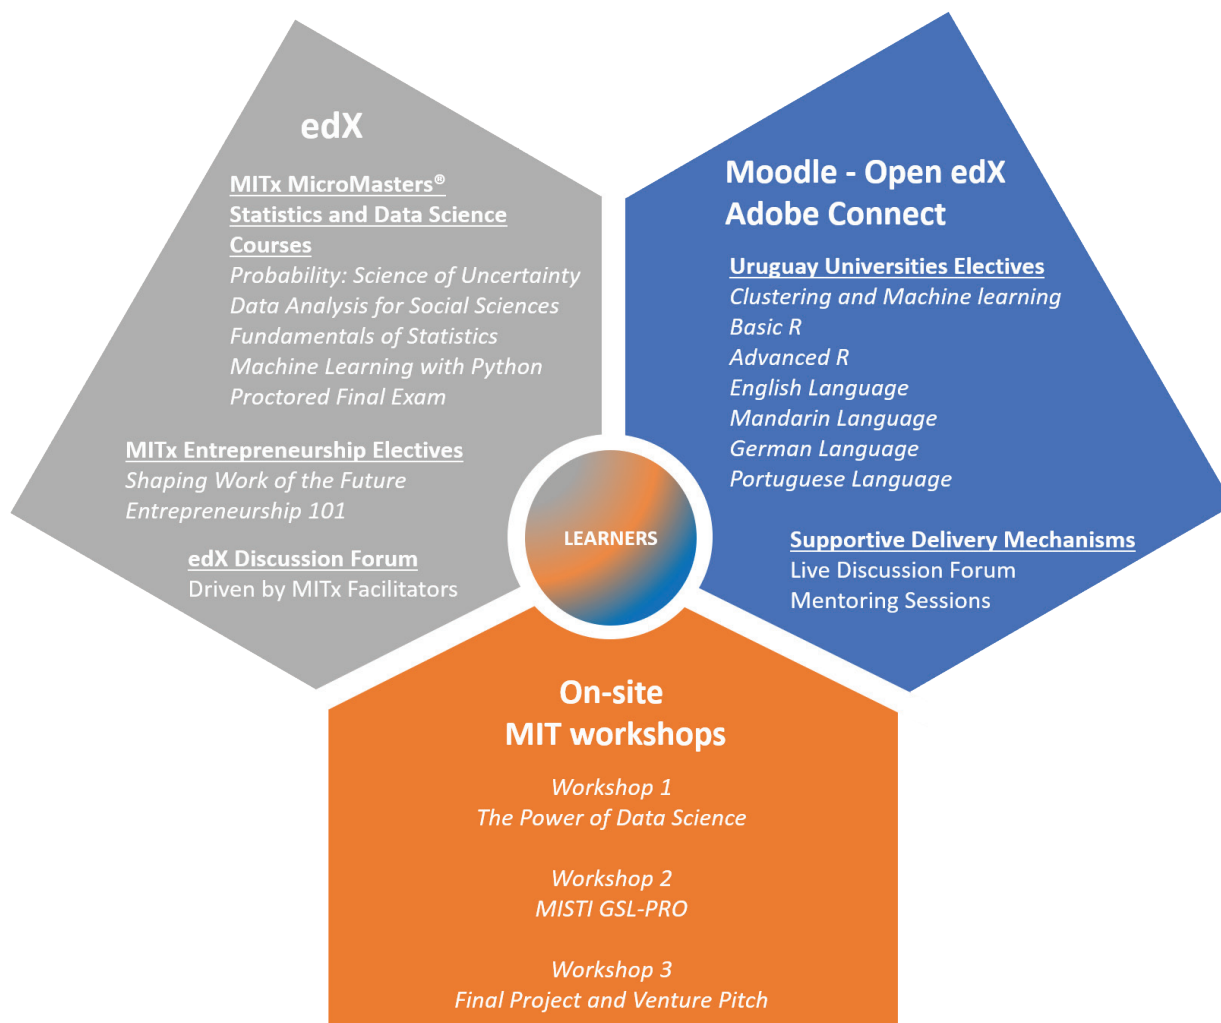 edX
MITx MicroMasters®
Statistics and Data Science
Courses
Probability: Science of Uncertainty
Data Analysis for Social Sciences
Fundamentals of Statistics
Machine Learning with Python
Proctored Final Exam
MITx Entrepreneurship Electives
Shaping Work of the Future
Entrepreneurship 101
edX Discussion Forum
Driven by MITx Facilitators
Moodle - Open edX
Adobe Connect
Uruguay Universities Electives
Clustering and Machine learning
Basic R
Advanced R
English Language
Mandarin Language
German Language
Portuguese Language
Supportive Delivery Mechanisms
Live Discussion Forum
Mentoring Sessions
LEARNERS
On-site
MIT workshops
Workshop 1
The Power of Data Science
Workshop 2
MISTI GSL-PRO
Workshop 3
Final Project and Venture Pitch